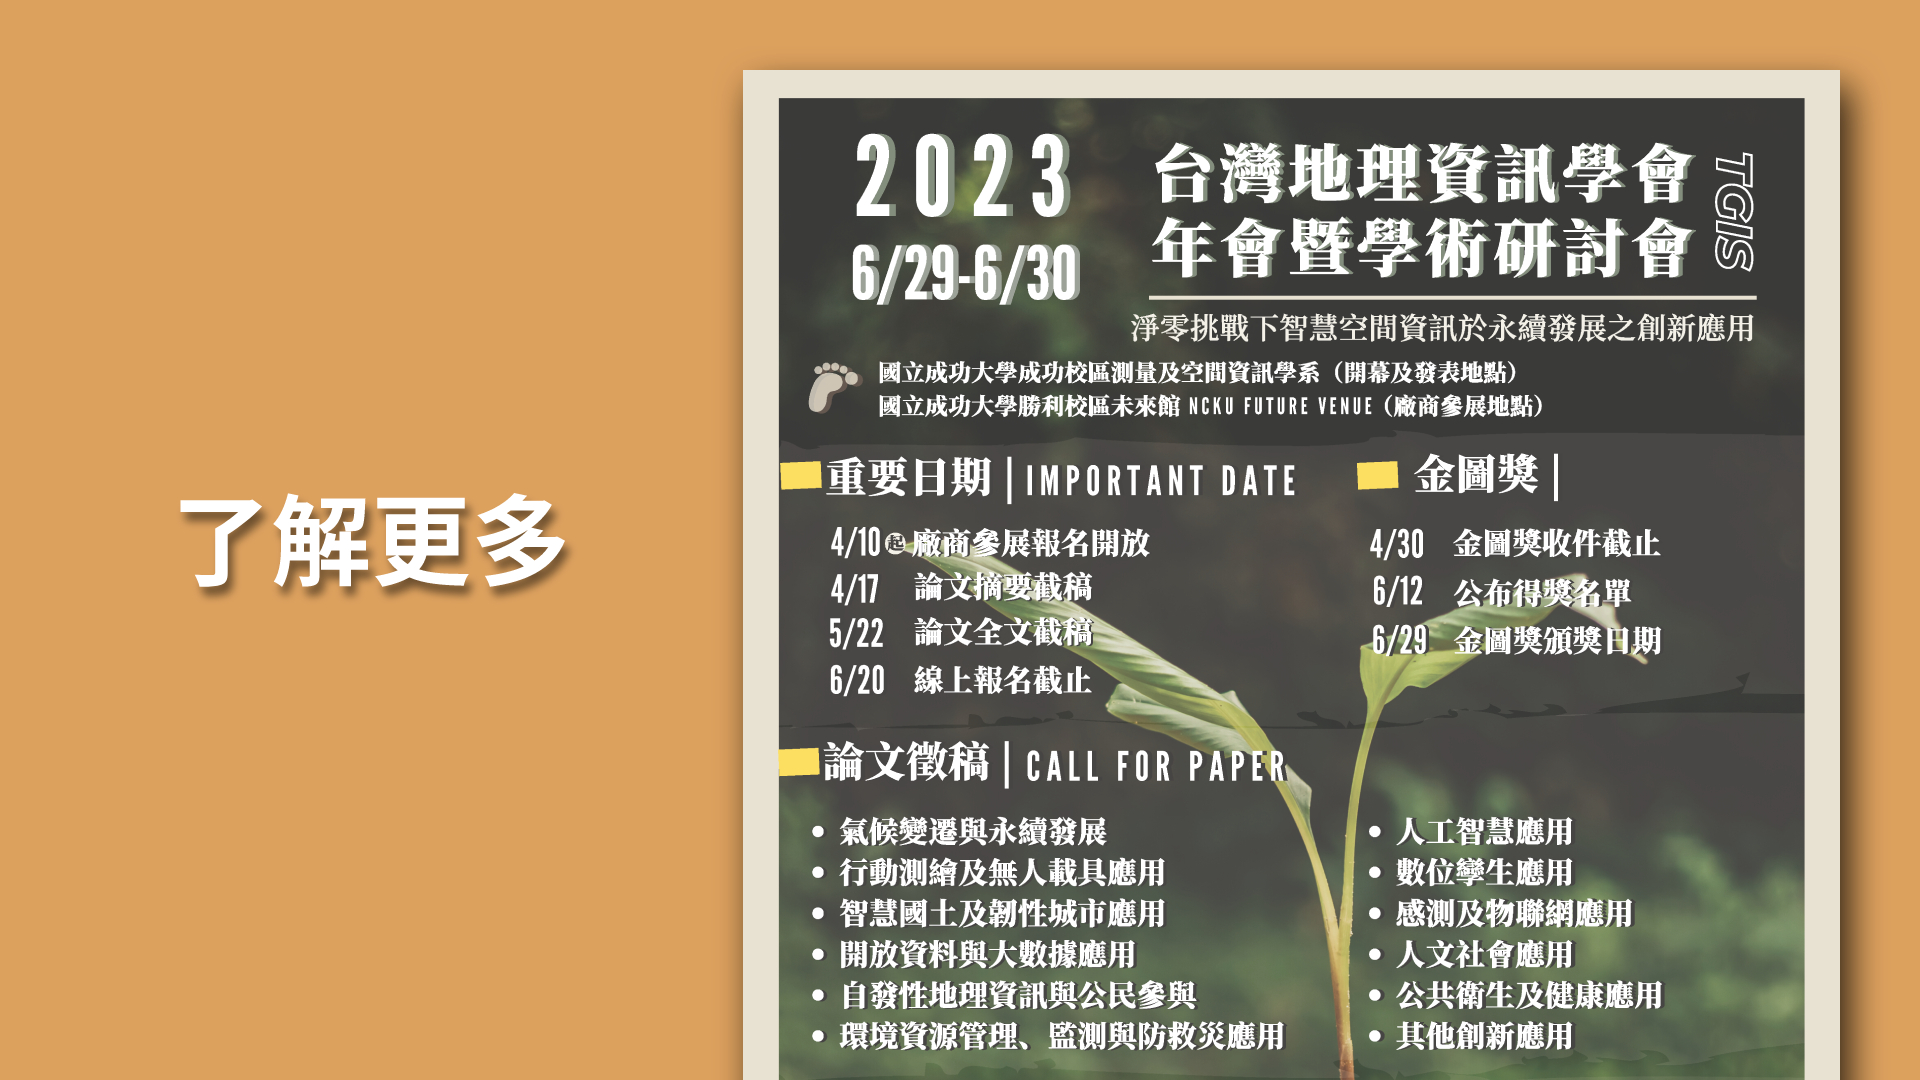 了解更多
2023
6/29-6/30
台灣地理資訊學會
年會暨學術研討會
TGIS
淨零挑戰下智慧空間資訊於永續發展之創新應用
國立成功大學成功校區測量及空間資訊學系（開幕及發表地點）
國立成功大學勝利校區未來館 NCKU FUTURE VENUE（廠商參展地點）
重要日期 | IMPORTANT DATE
4/10 起 廠商參展報名開放
4/17 論文摘要截稿
5/22 論文全文截稿
6/20 線上報名截止
金圖獎 |
4/30 金圖獎收件截止
6/12 公布得獎名單
6/29 金圖獎頒獎日期
論文徵稿 | CALL FOR PAPER
• 氣候變遷與永續發展
• 行動測繪及無人載具應用
• 智慧國土及韌性城市應用
• 開放資料與大數據應用
• 自發性地理資訊與公民參與
• 環境資源管理、監測與防救災應用
• 人工智慧應用
• 數位孿生應用
• 感測及物聯網應用
• 人文社會應用
• 公共衛生及健康應用
• 其他創新應用